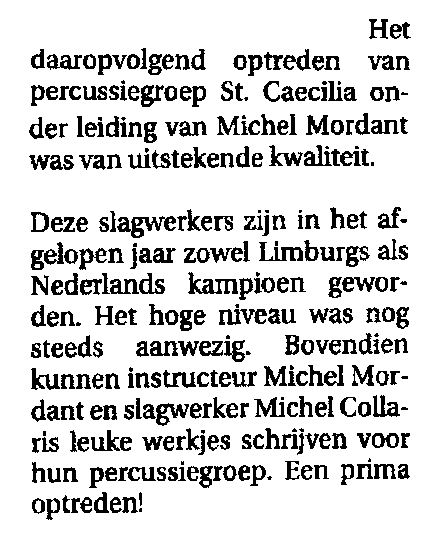 Het
daaropvolgend optreden van
percussiegroep St. Caecilia on-
der leiding van Michel Mordant
was van uitstekende kwaliteit.

Deze slagwerkers zijn in het af-
gelopen jaar zowel Limburgs als
Nederlands kampioen gewor-
den. Het hoge niveau was nog
steeds aanwezig. Bovendien
kunnen instructeur Michel Mor-
dant en slagwerker Michel Colla-
ris leuke werkjes schrijven voor
hun percussiegroep. Een prima
optreden!